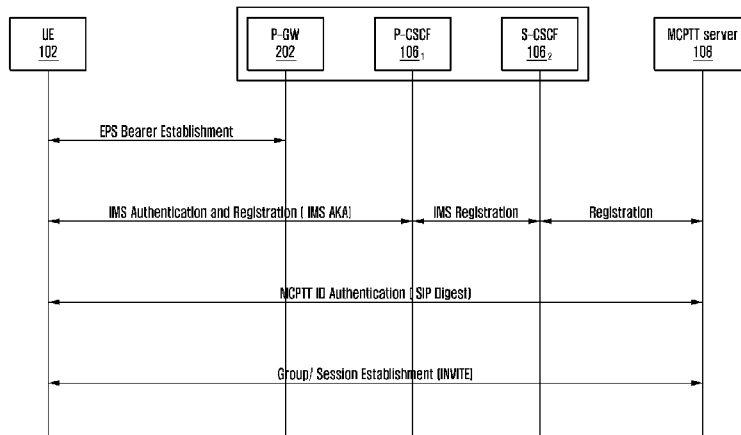 UE
102
P-GW
202
P-CSCF
106₁
S-CSCF
106₂
MCPTT server
108
EPS Bearer Establishment
IMS Authentication and Registration ( IMS AKA)
IMS Registration
Registration
MCPTT ID Authentication ( SIP Digest)
Group/ Session Establishment (INVITE)